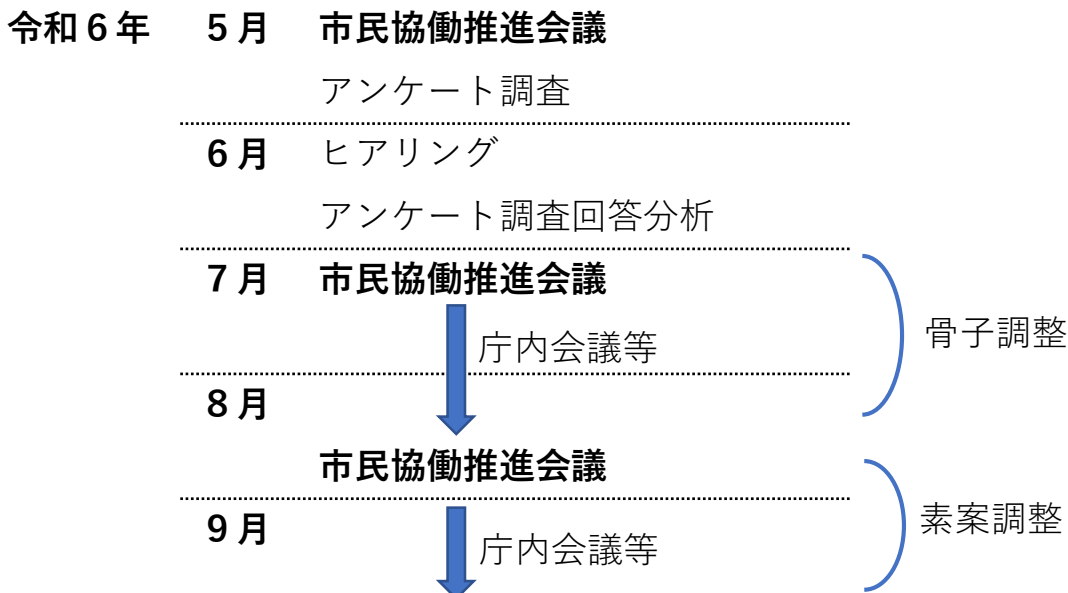 令和６年 ５月 市民協働推進会議
アンケート調査
６月 ヒアリング
アンケート調査回答分析
７月 市民協働推進会議
庁内会議等
骨子調整
８月
市民協働推進会議
９月
庁内会議等
素案調整